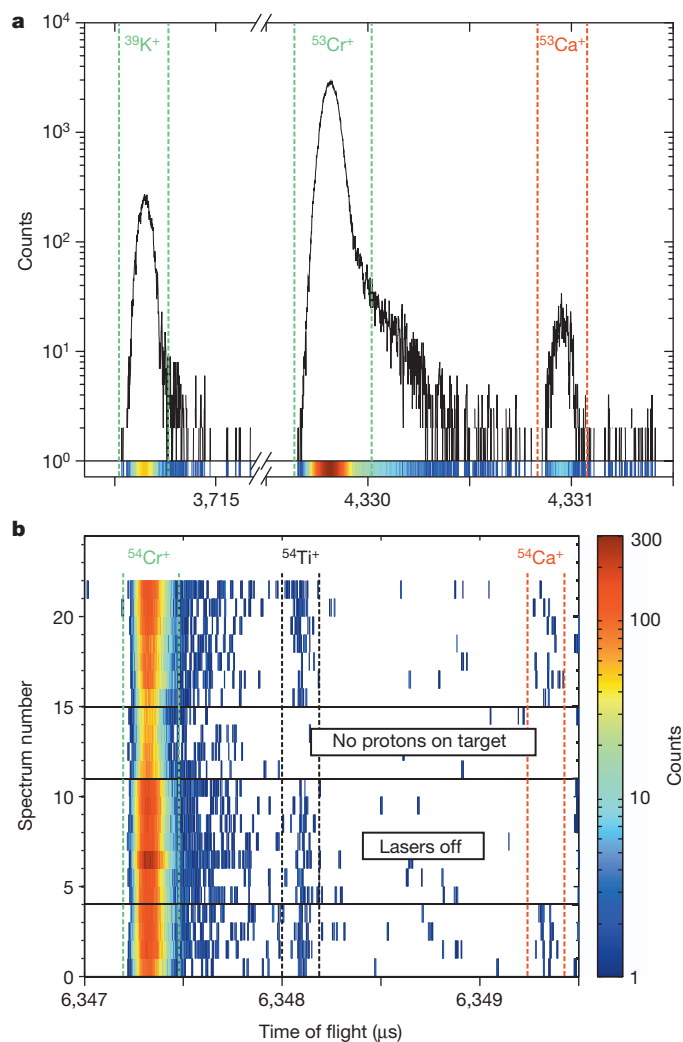 a
³⁹K⁺ ⁵³Cr⁺ ⁵³Ca⁺
10⁴
10³
10²
10¹
10⁰
Counts
3,715 4,330 4,331
b
⁵⁴Cr⁺ ⁵⁴Ti⁺ ⁵⁴Ca⁺
20
15
10
5
0
Spectrum number
No protons on target
Lasers off
6,347 6,348 6,349
Time of flight (μs)
300
100
10
1
Counts